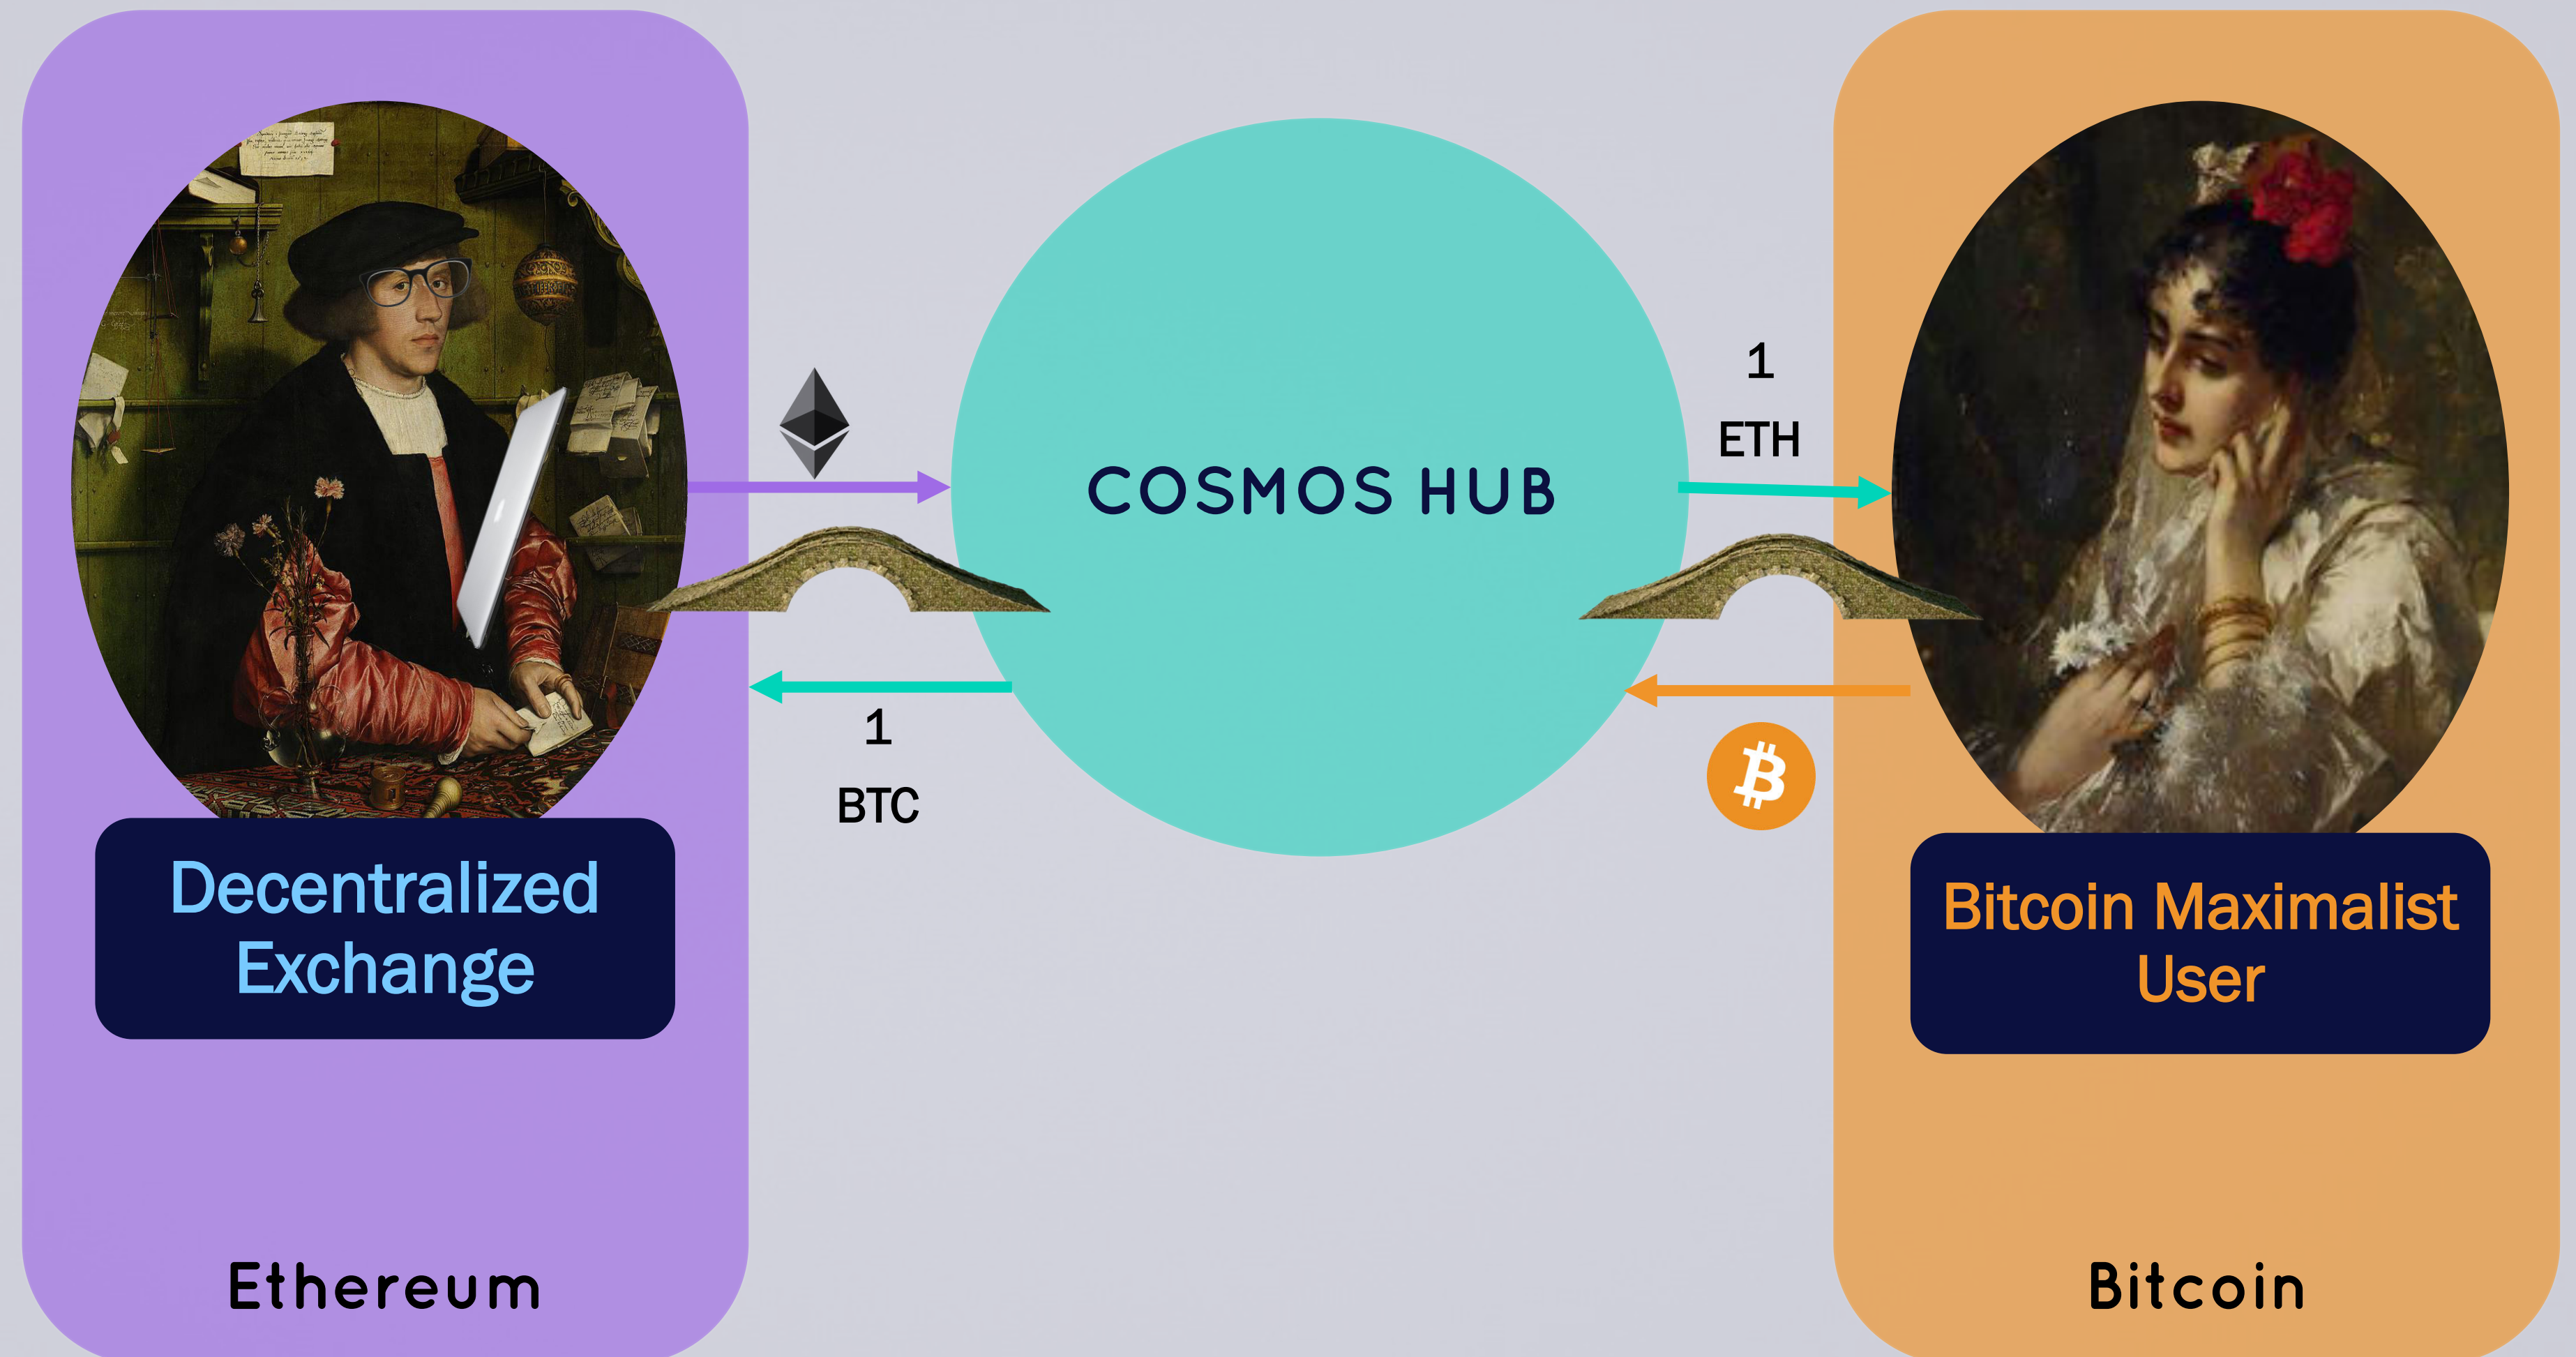 COSMOS HUB
1
ETH
1
BTC
Decentralized
Exchange
Bitcoin Maximalist
User
Ethereum
Bitcoin